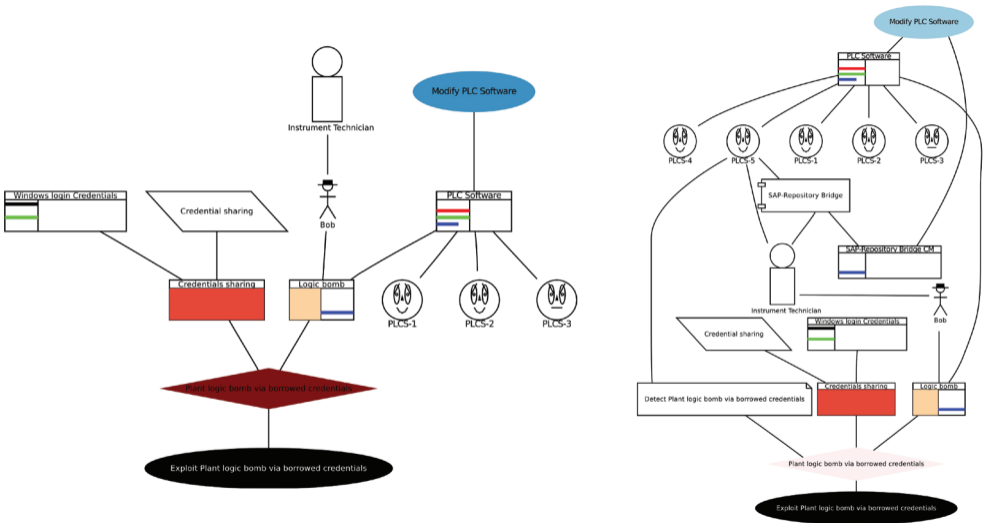 Instrument Technician
Modify PLC Software
Windows login Credentials
Credential sharing
Bob
PLC Software
Credentials sharing
Logic bomb
PLCS-1
PLCS-2
PLCS-3
Plant logic bomb via borrowed credentials
Exploit Plant logic bomb via borrowed credentials
Modify PLC Software
PLC Software
PLCS-4
PLCS-5
PLCS-1
PLCS-2
PLCS-3
SAP-Repository Bridge
SAP-Repository Bridge CM
Instrument Technician
Bob
Credential sharing
Windows login Credentials
Detect Plant logic bomb via borrowed credentials
Credentials sharing
Logic bomb
Plant logic bomb via borrowed credentials
Exploit Plant logic bomb via borrowed credentials